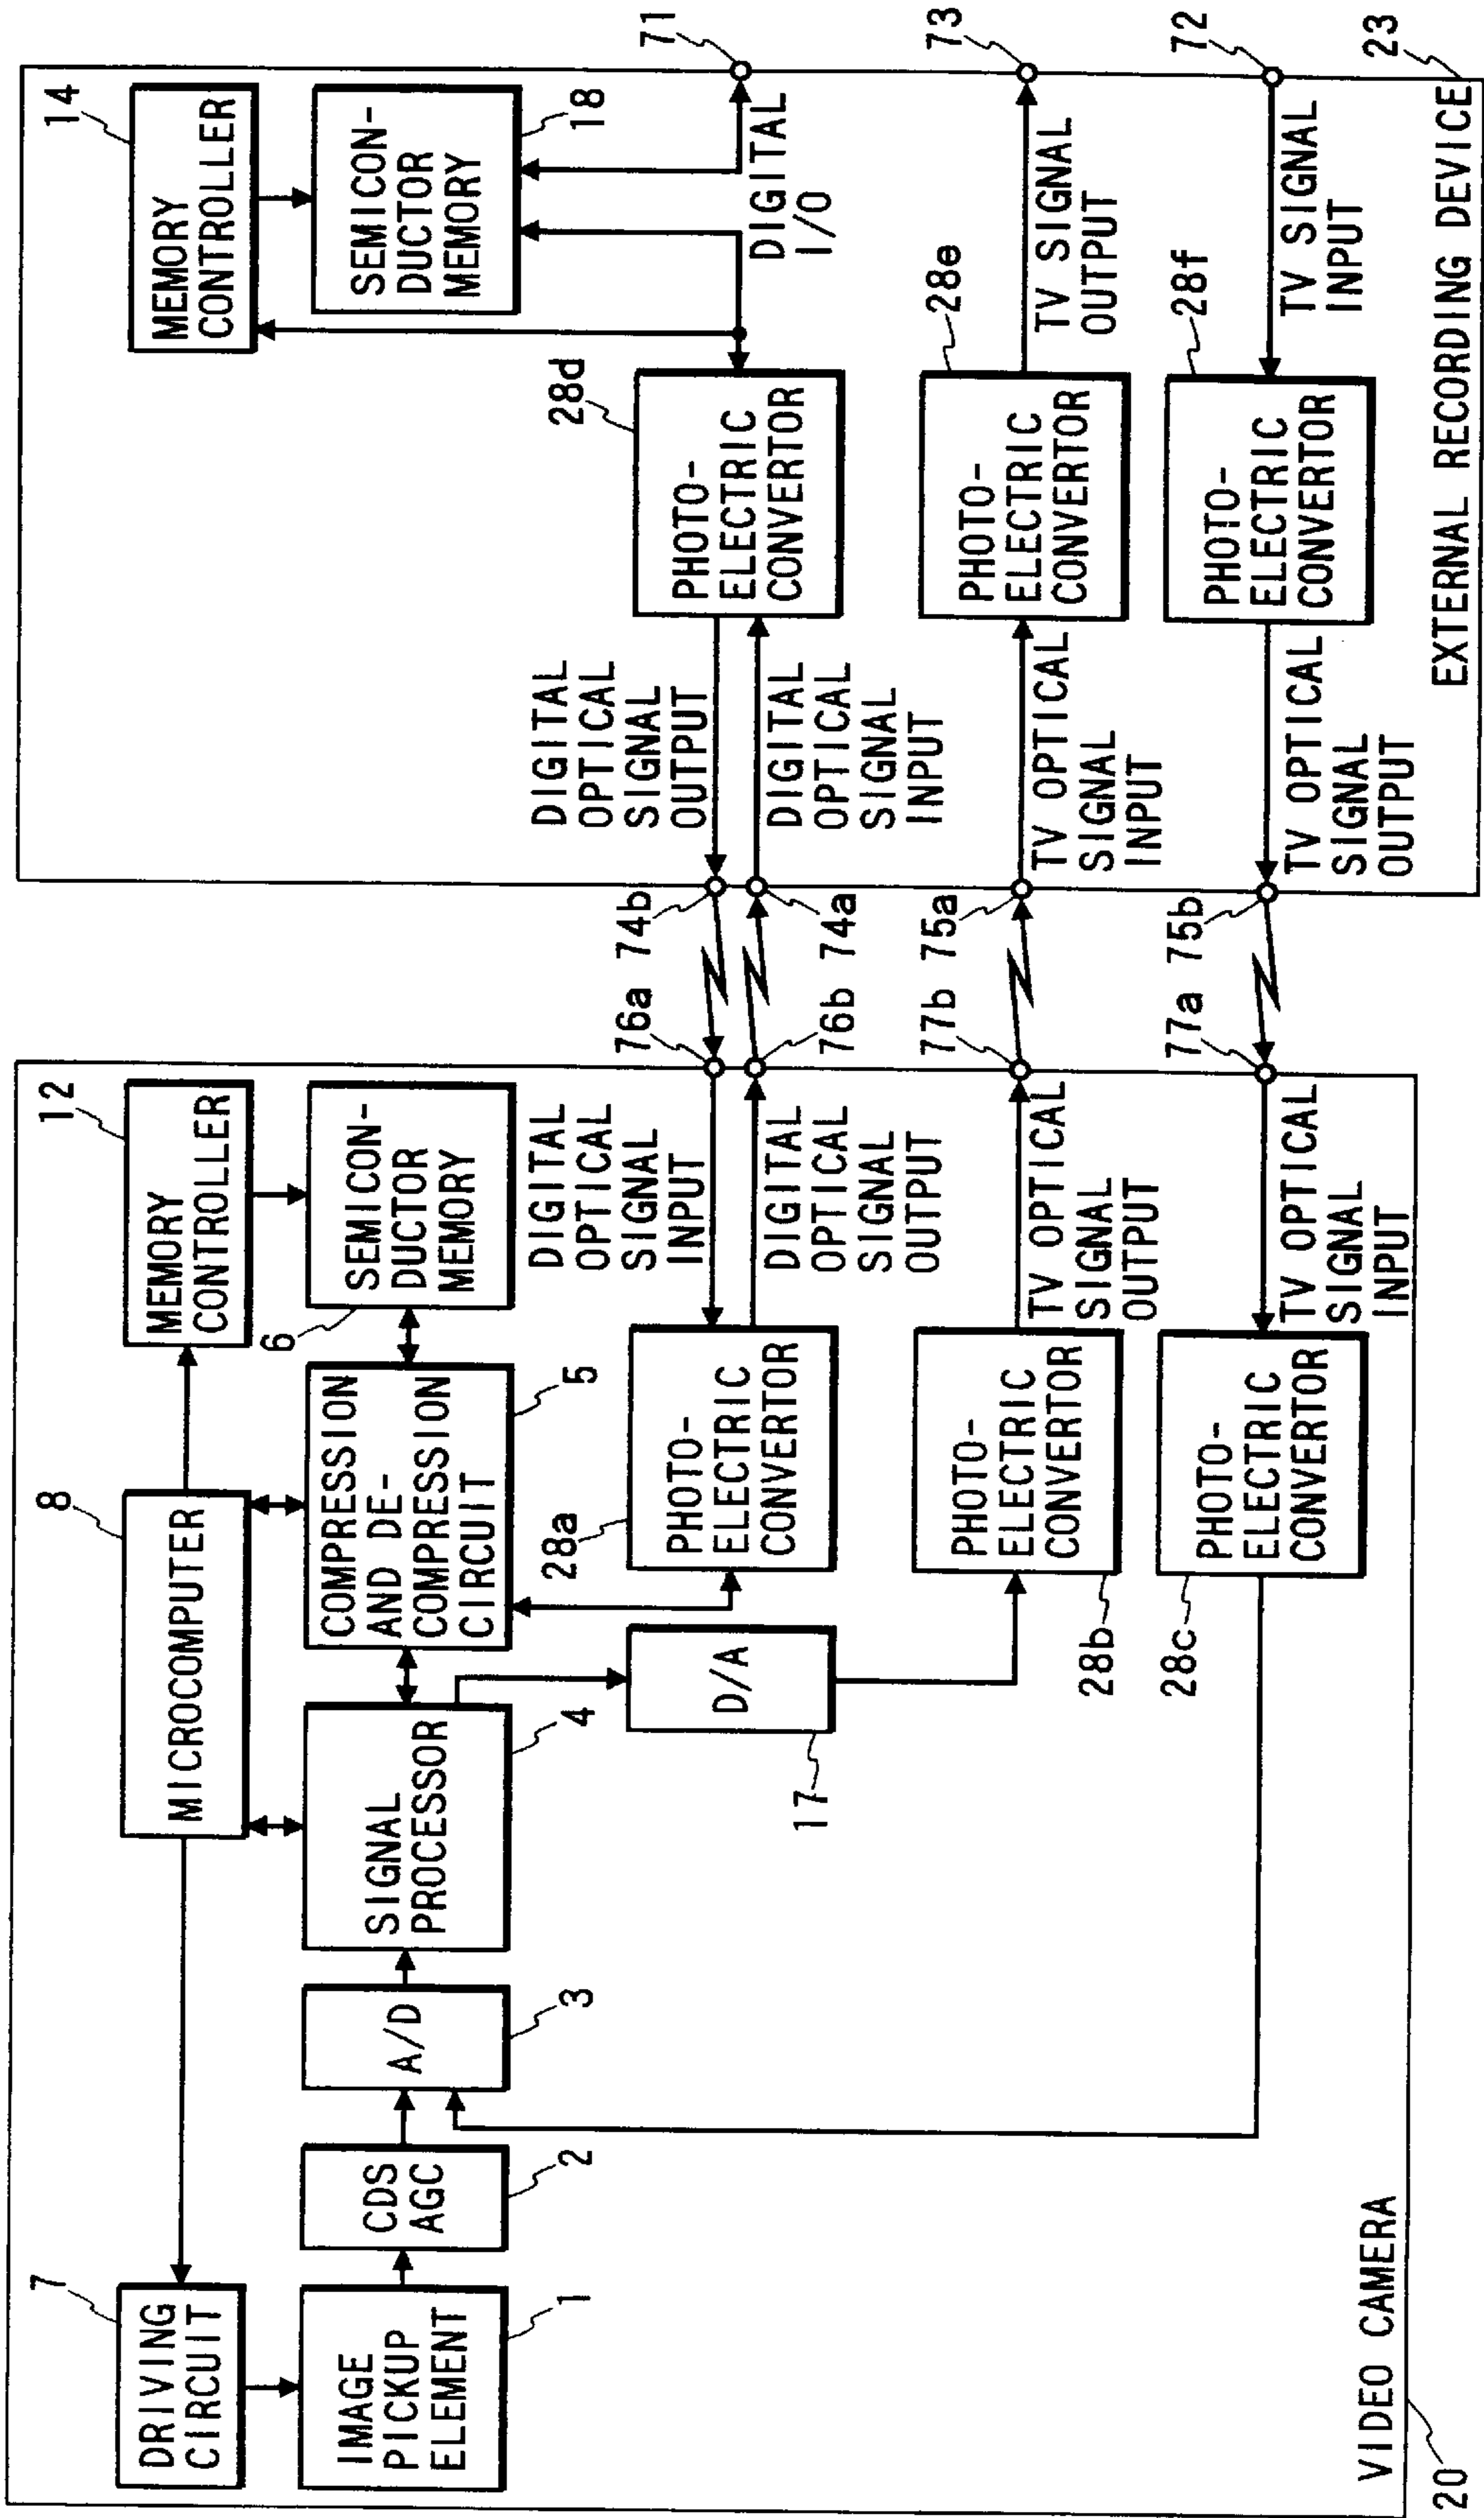 7
DRIVING
CIRCUIT
8
MICROCOMPUTER
12
MEMORY
CONTROLLER
IMAGE
PICKUP
ELEMENT
1
CDS
AGC
2
A/D
3
SIGNAL
PROCESSOR
4
COMPRESSION
AND DE-
COMPRESSION
CIRCUIT
5
SEMICON-
DUCTOR
MEMORY
6
D/A
17
28a
PHOTO-
ELECTRIC
CONVERTOR
DIGITAL
OPTICAL
SIGNAL
INPUT
DIGITAL
OPTICAL
SIGNAL
OUTPUT
PHOTO-
ELECTRIC
CONVERTOR
28b
TV OPTICAL
SIGNAL
OUTPUT
28c
PHOTO-
ELECTRIC
CONVERTOR
TV OPTICAL
SIGNAL
INPUT
VIDEO CAMERA
20
76a
74b
76b
74a
77b
75a
77a
75b
14
MEMORY
CONTROLLER
SEMICON-
DUCTOR
MEMORY
18
DIGITAL
OPTICAL
SIGNAL
OUTPUT
DIGITAL
OPTICAL
SIGNAL
INPUT
28d
PHOTO-
ELECTRIC
CONVERTOR
DIGITAL
I/O
71
TV OPTICAL
SIGNAL
INPUT
PHOTO-
ELECTRIC
CONVERTOR
28e
TV SIGNAL
OUTPUT
73
TV OPTICAL
SIGNAL
OUTPUT
PHOTO-
ELECTRIC
CONVERTOR
28f
TV SIGNAL
INPUT
72
EXTERNAL RECORDING DEVICE
23